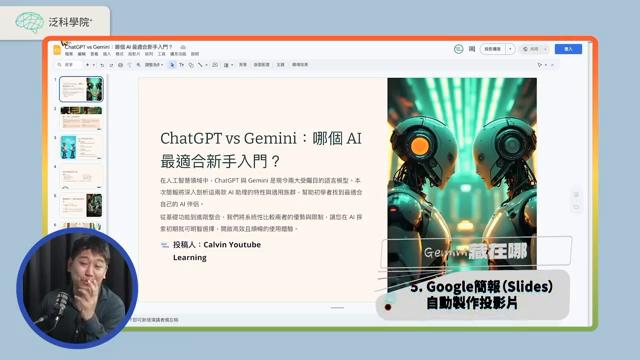 泛科學院+
ChatGPT vs Gemini：哪個 AI 最適合新手入門？
ChatGPT vs Gemini：哪個 AI
最適合新手入門？
在人工智慧領域中，ChatGPT 與 Gemini 是現今兩大受矚目的語言模型。本
次簡報將深入剖析這兩款 AI 助理的特性與適用族群，幫助初學者找到最適合
自己的 AI 伴侶。
從基礎功能到進階整合，我們將系統性比較兩者的優勢與限制，讓您在 AI 探
索初期就可明智選擇，開啟高效且順暢的使用體驗。
投稿人：Calvin Youtube
Learning
Gemini藏在哪
5. Google簡報（Slides）
自動製作投影片